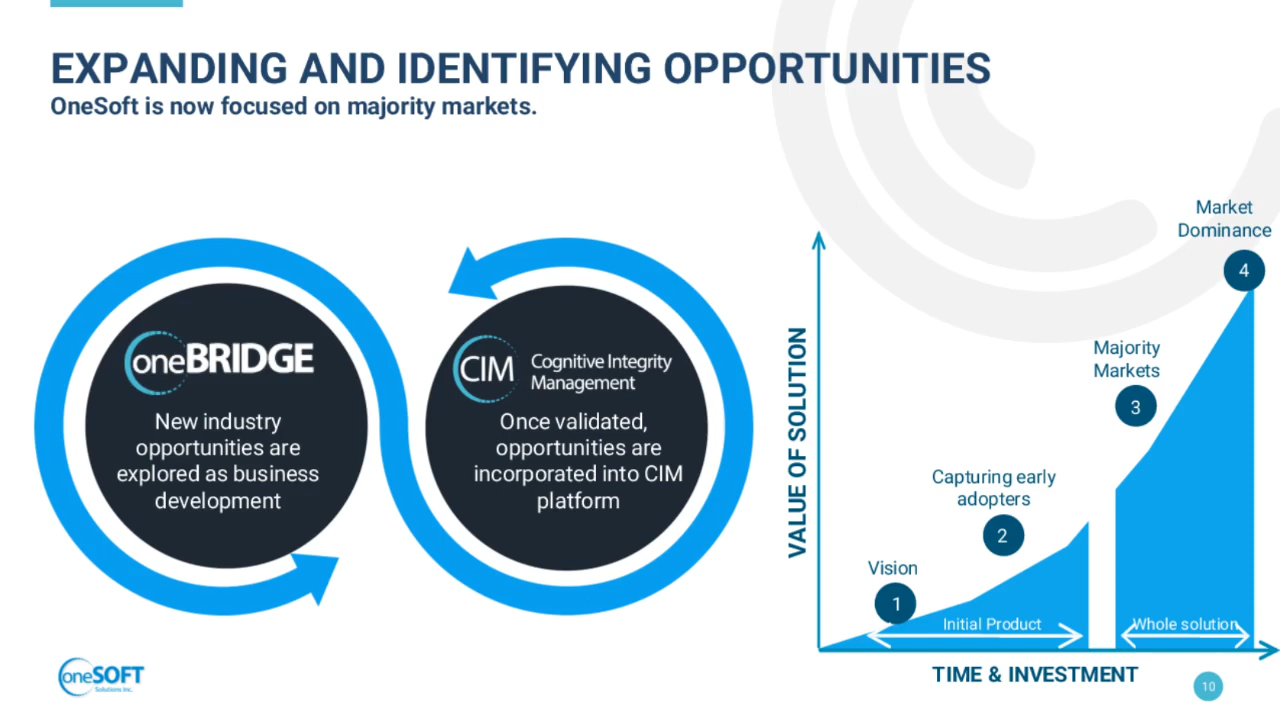 EXPANDING AND IDENTIFYING OPPORTUNITIES
OneSoft is now focused on majority markets.
oneBRIDGE
New industry
opportunities are
explored as business
development
CIM
Cognitive Integrity
Management
Once validated,
opportunities are
incorporated into CIM
platform
VALUE OF SOLUTION
Market
Dominance
4
Majority
Markets
3
Capturing early
adopters
2
Vision
1
Initial Product
Whole solution
TIME & INVESTMENT
oneSOFT
Solutions Inc.
10